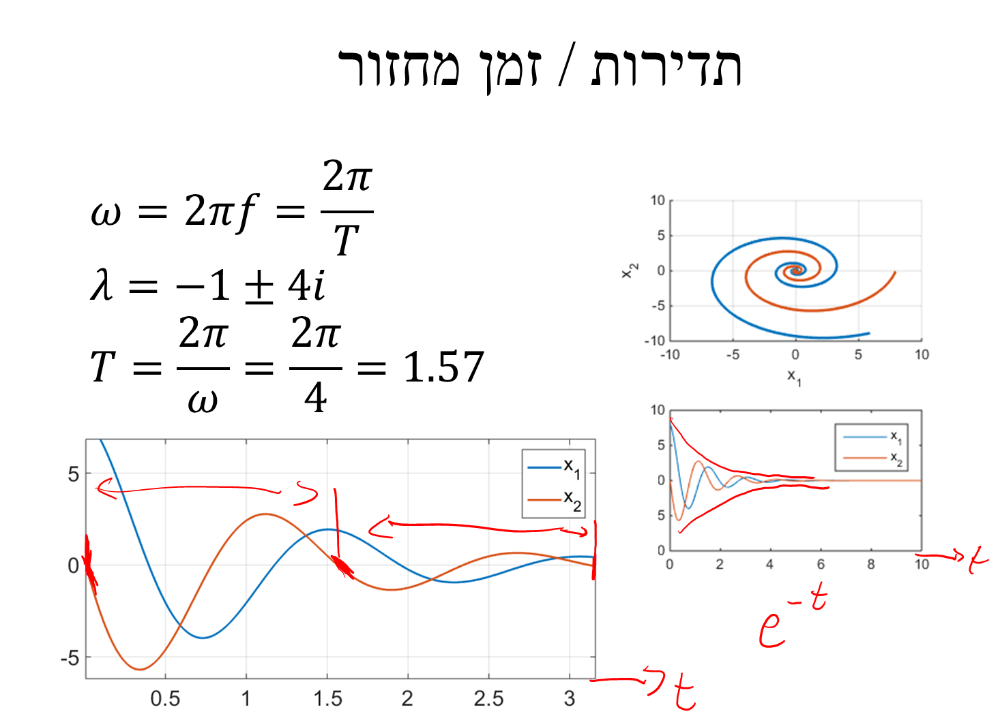 תדירות / זמן מחזור
ω = 2πf = 2π/T
λ = −1 ± 4i
T = 2π/ω = 2π/4 = 1.57
10
5
0
-5
-10
-10 -5 0 5 10
x₂
x₁
10
5
0
5
0
x₁
x₂
0 2 4 6 8 10
t
e^-t
5
0
-5
x₁
x₂
0.5 1 1.5 2 2.5 3
t